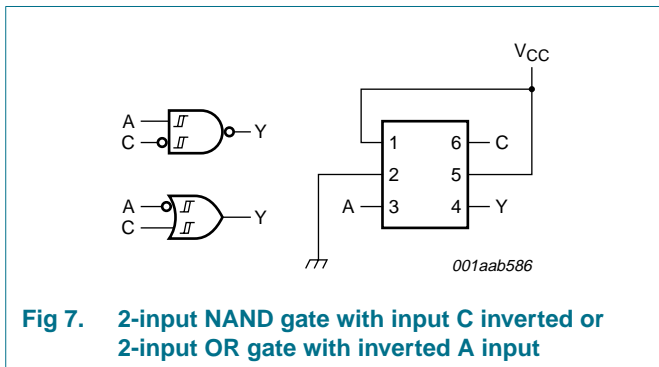 A
C
Y
A
C
Y
VCC
1 6 C
2 5
A 3 4 Y
001aab586
Fig 7. 2-input NAND gate with input C inverted or
2-input OR gate with inverted A input